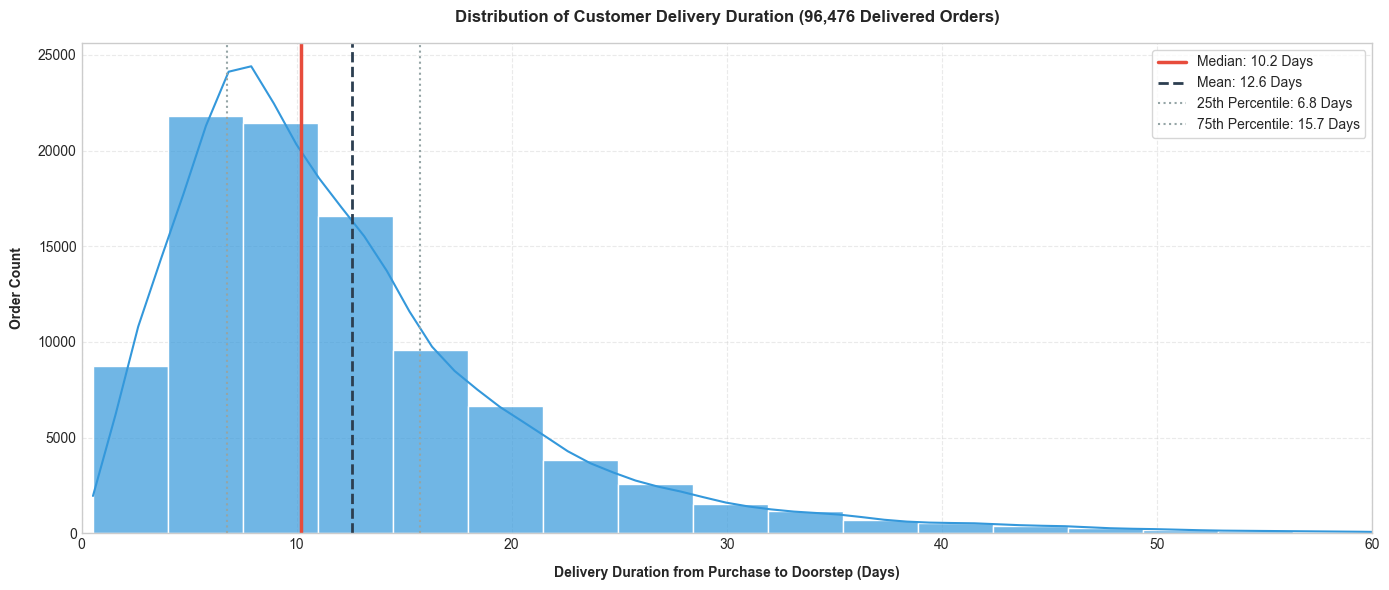 Distribution of Customer Delivery Duration (96,476 Delivered Orders)
Median: 10.2 Days
Mean: 12.6 Days
25th Percentile: 6.8 Days
75th Percentile: 15.7 Days
Order Count
25000
20000
15000
10000
5000
0
0 10 20 30 40 50 60
Delivery Duration from Purchase to Doorstep (Days)